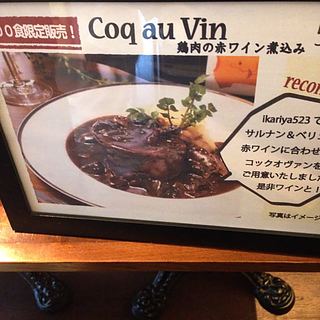 ００食限定販売！
Coq au Vin
鶏肉の赤ワイン煮込み
recom
ikariya523 で
サルナン＆ペリュ
赤ワインに合わせ
コックオヴァンを
ご用意いたしました
是非ワインと！
写真はイメージ